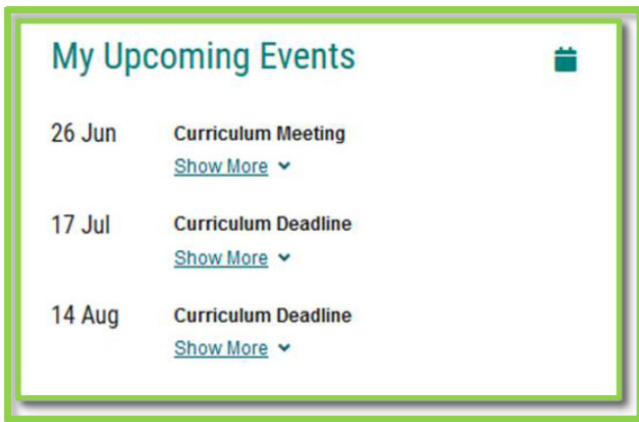 My Upcoming Events
26 Jun Curriculum Meeting
Show More
17 Jul Curriculum Deadline
Show More
14 Aug Curriculum Deadline
Show More